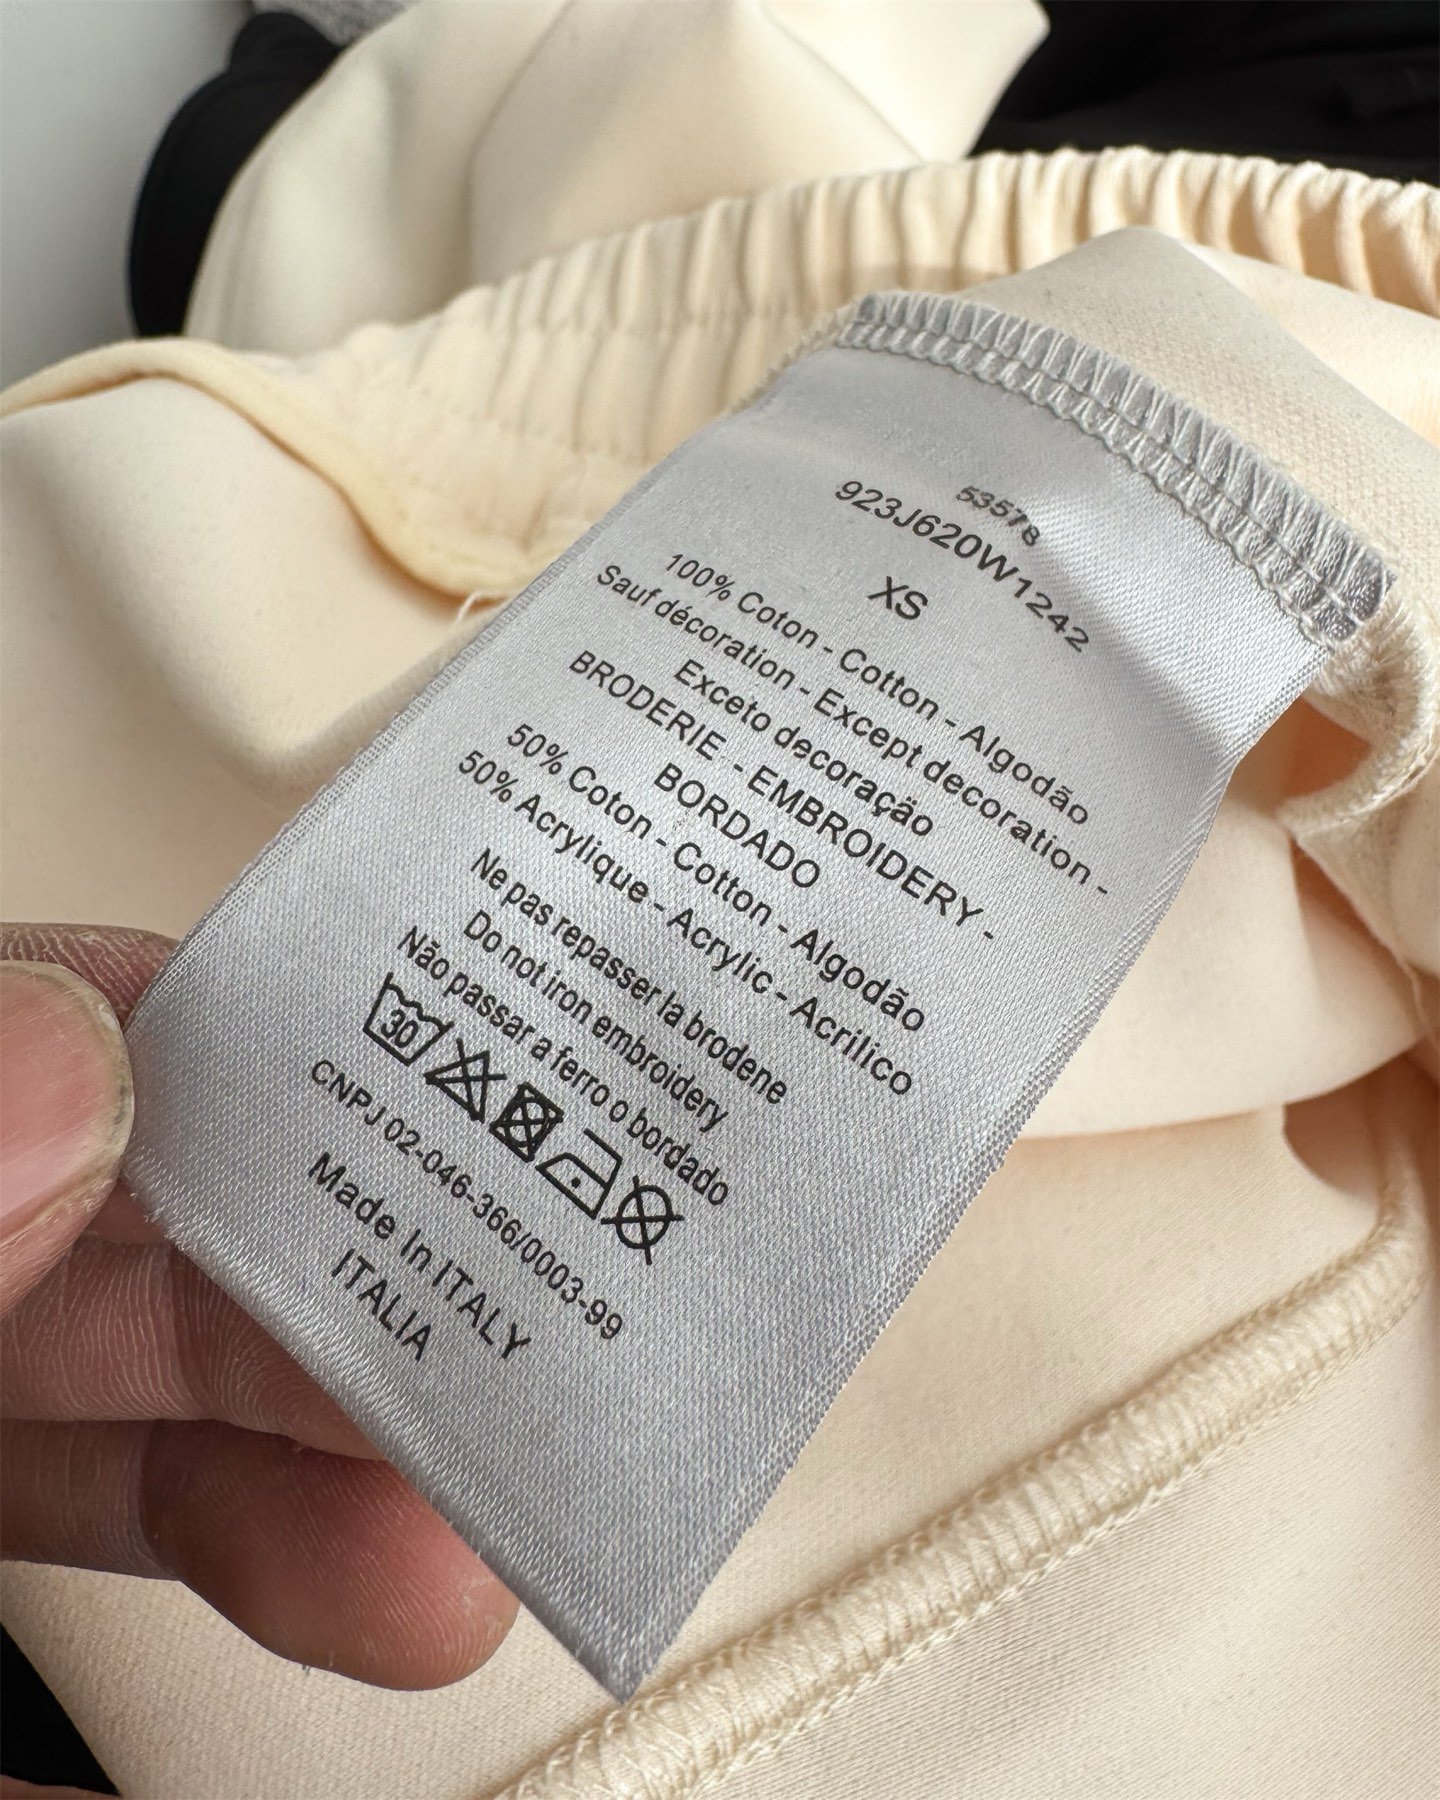 53578
923J620W1242
XS
100% Coton - Cotton - Algodão
Sauf décoration - Except decoration -
Exceto decoração
BRODERIE - EMBROIDERY -
BORDADO
50% Coton - Cotton - Algodão
50% Acrylique - Acrylic - Acrilico
Ne pas repasser la brodene
Do not iron embroidery
Não passar a ferro o bordado
30
CNPJ 02-046-366/0003-99
Made In ITALY
ITALIA